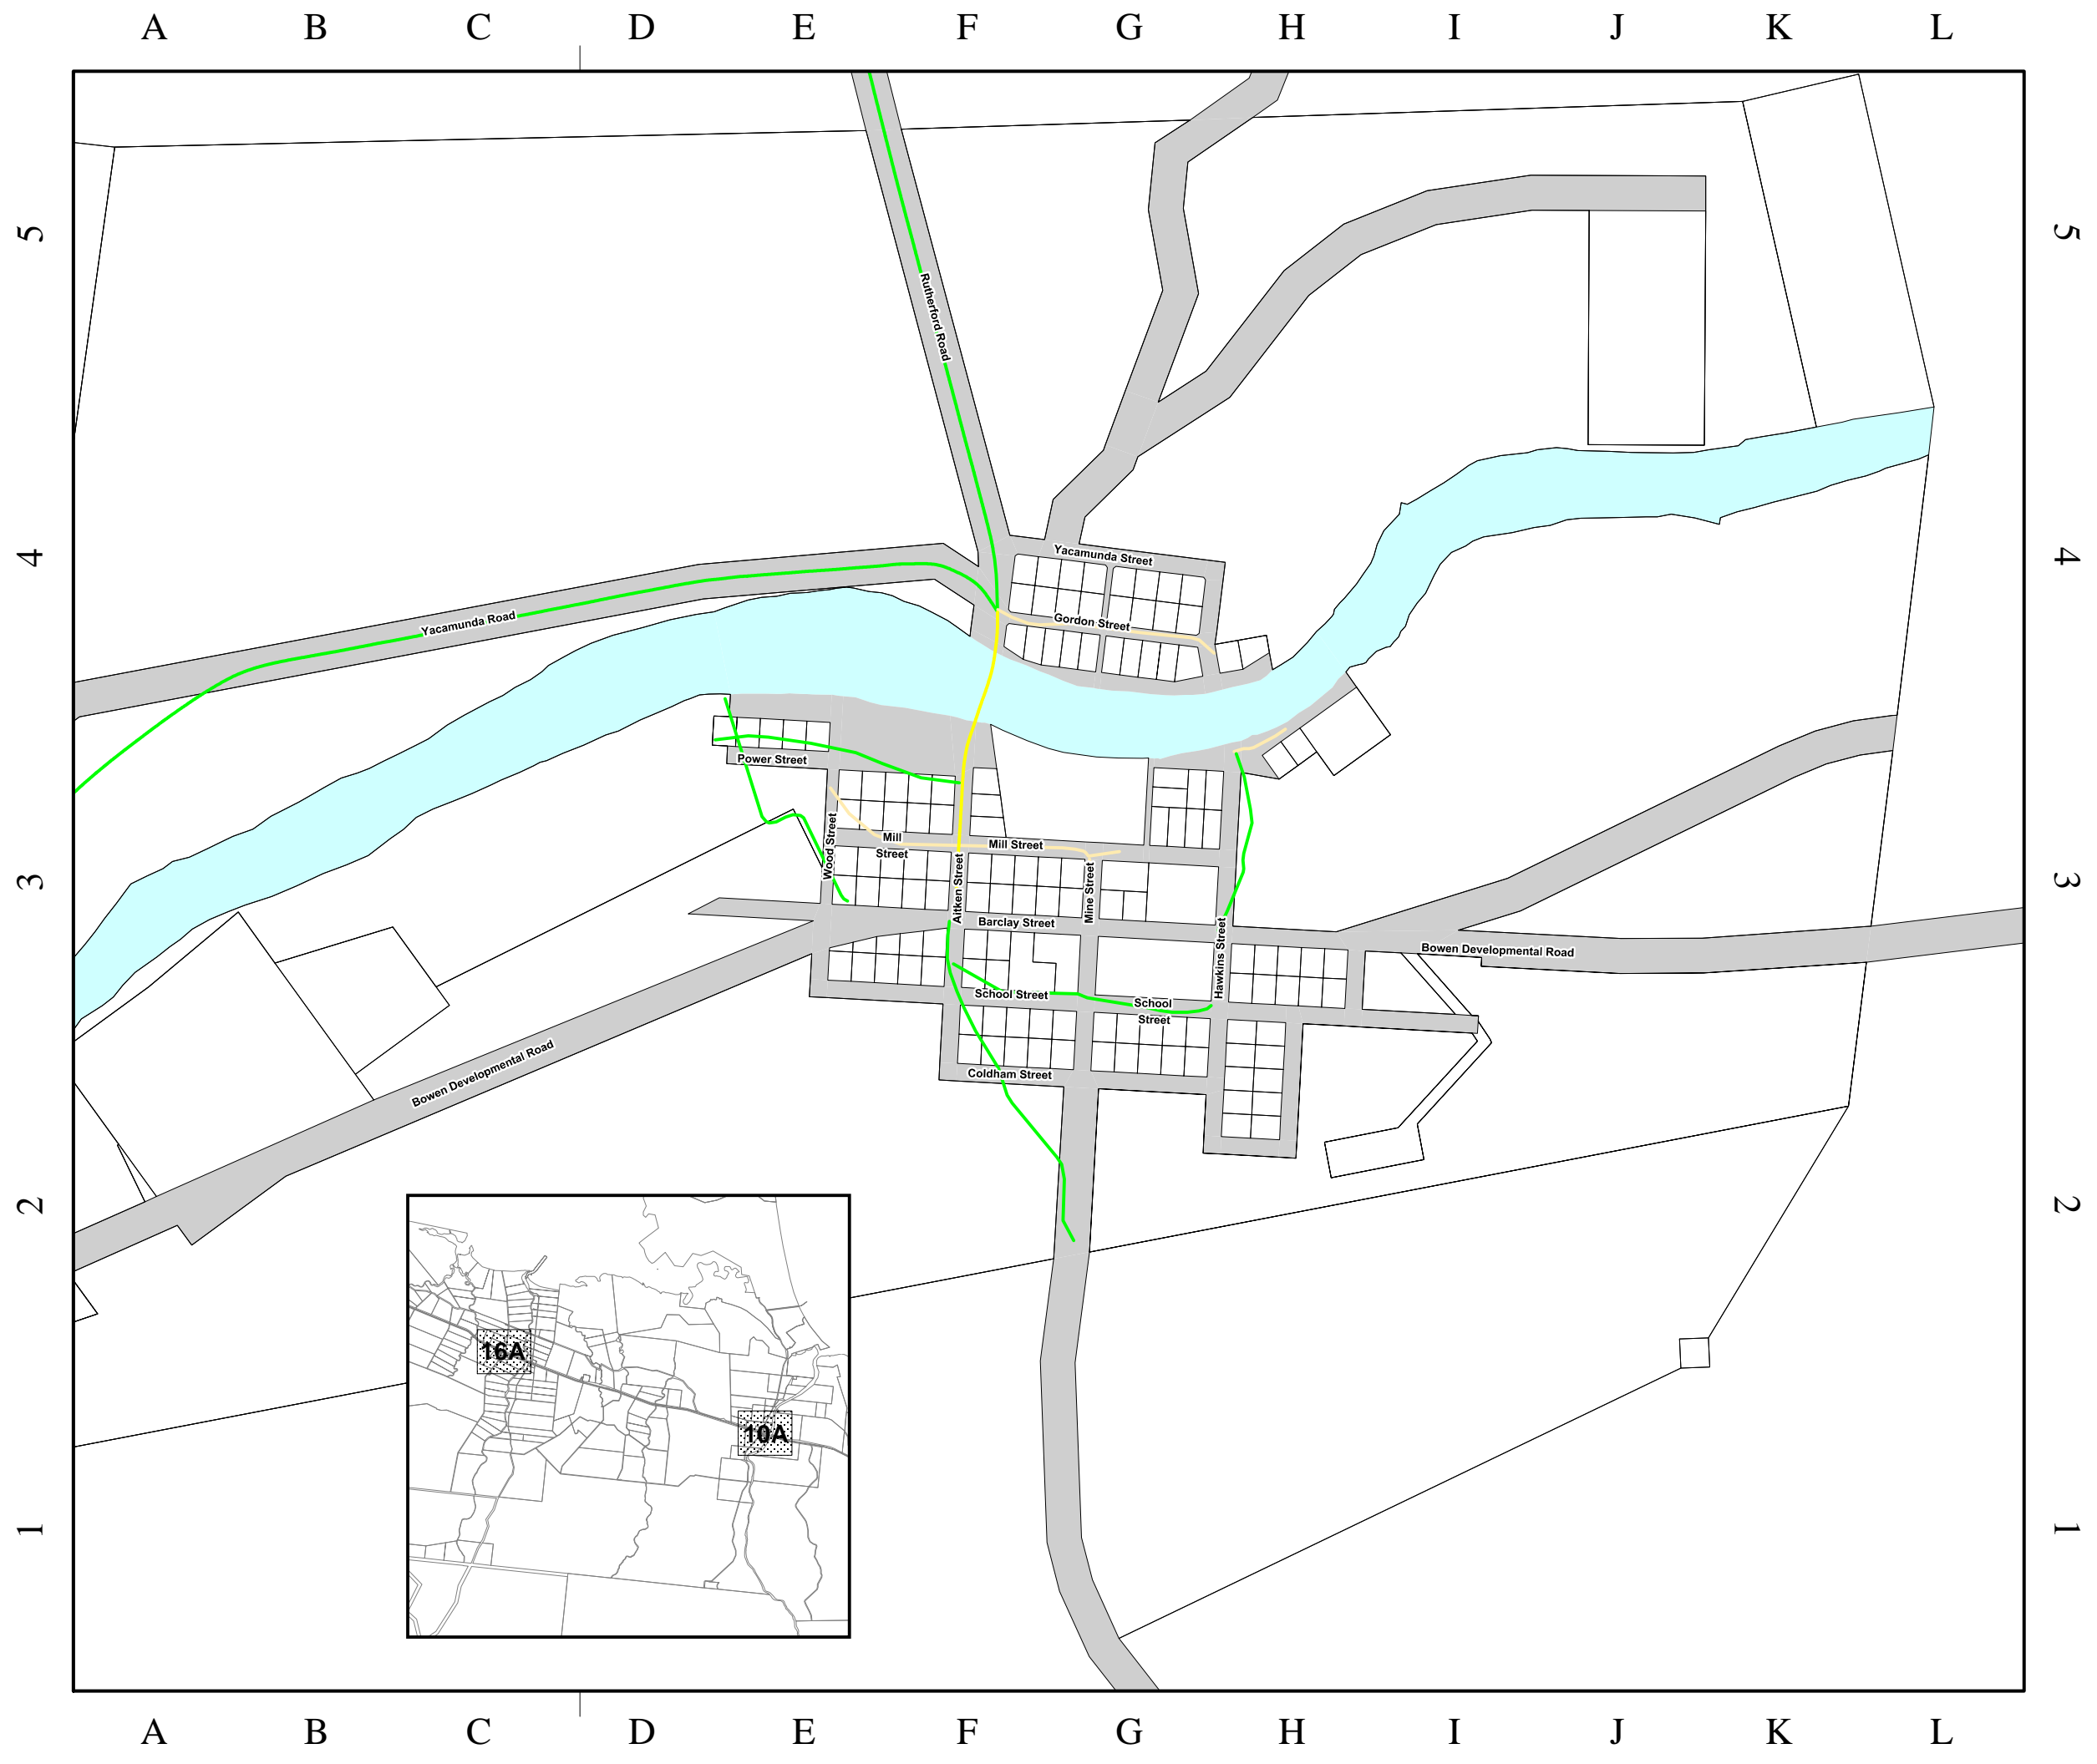 A B C D E F G H I J K L
5 5
Rutherford Road
4 4
Yacamunda Street
Yacamunda Road
Gordon Street
Power Street
Mill Mill Street
Street
Wood Street
Aitken Street
Mine Street
3 3
Barclay Street
Hawkins Street
Bowen Developmental Road
School Street School
Street
Bowen Developmental Road
Coldham Street
2 2
16A
10A
1 1
A B C D E F G H I J K L